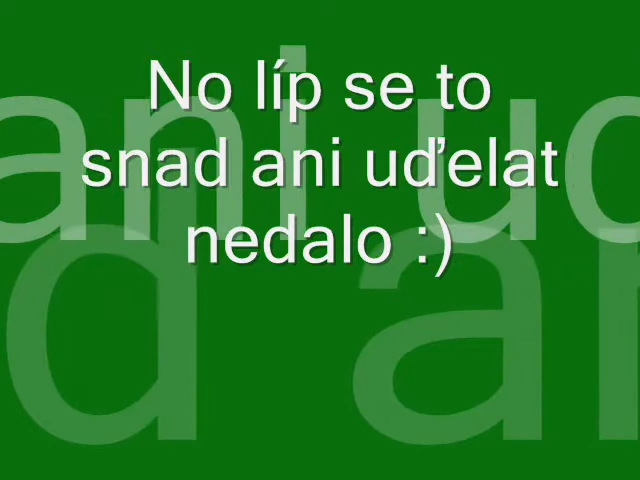 No líp se to
snad ani uďelat
nedalo :)